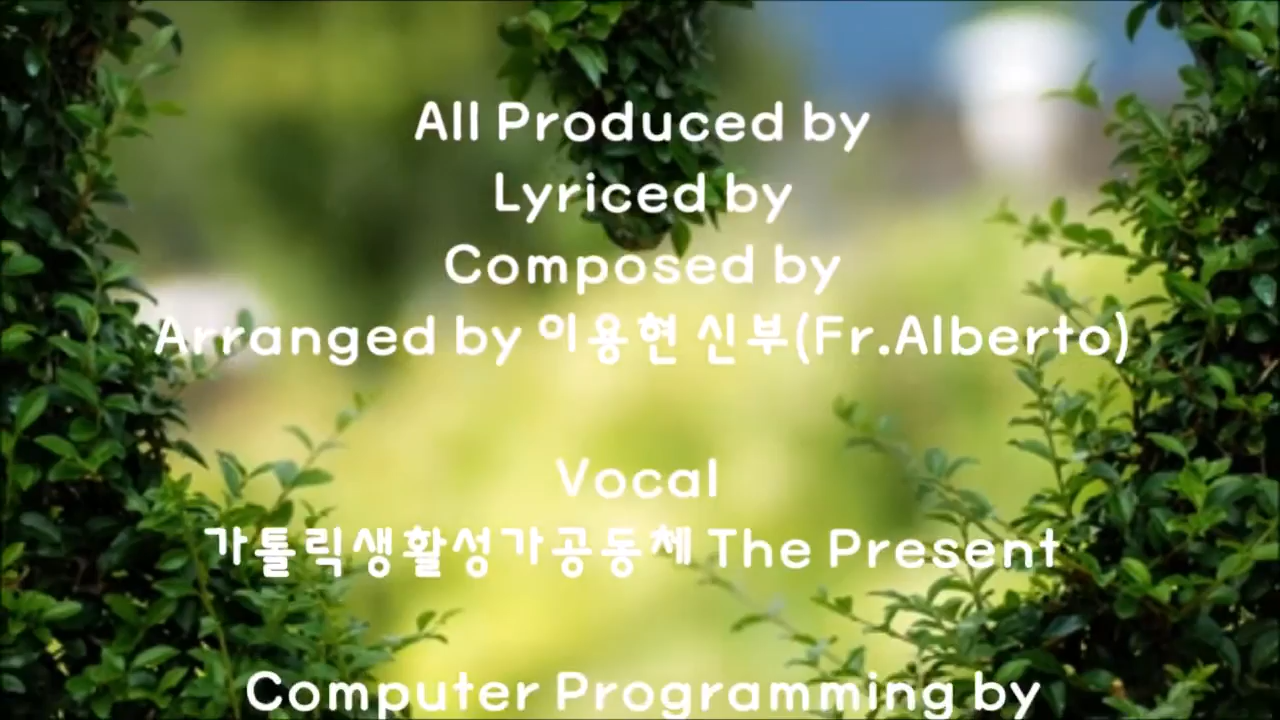 All Produced by
Lyriced by
Composed by
Arranged by 이용현 신부(Fr.Alberto)
Vocal
가톨릭생활성가공동체 The Present
Computer Programming by